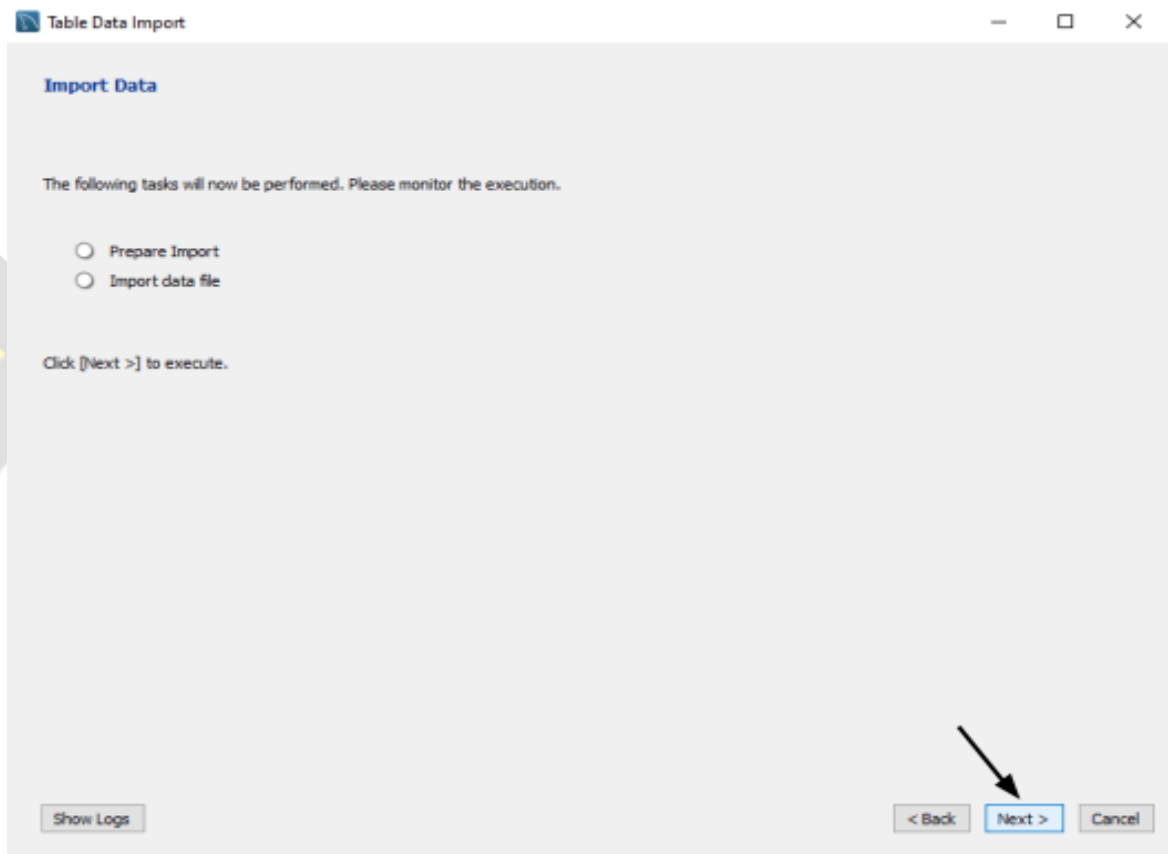 Table Data Import
Import Data
The following tasks will now be performed. Please monitor the execution.
Prepare Import
Import data file
Click [Next >] to execute.
Show Logs
< Back
Next >
Cancel